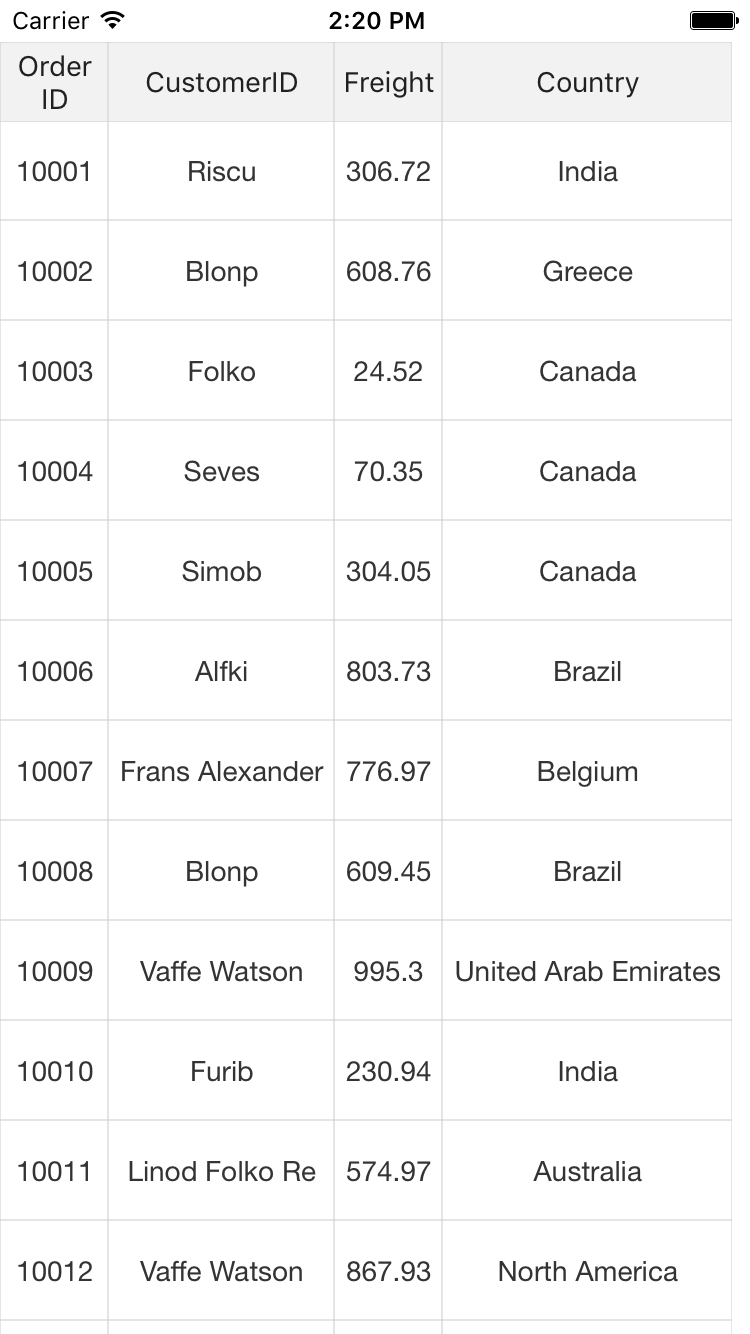 Carrier 2:20 PM
Order ID CustomerID Freight Country
10001 Riscu 306.72 India
10002 Blonp 608.76 Greece
10003 Folko 24.52 Canada
10004 Seves 70.35 Canada
10005 Simob 304.05 Canada
10006 Alfki 803.73 Brazil
10007 Frans Alexander 776.97 Belgium
10008 Blonp 609.45 Brazil
10009 Vaffe Watson 995.3 United Arab Emirates
10010 Furib 230.94 India
10011 Linod Folko Re 574.97 Australia
10012 Vaffe Watson 867.93 North America